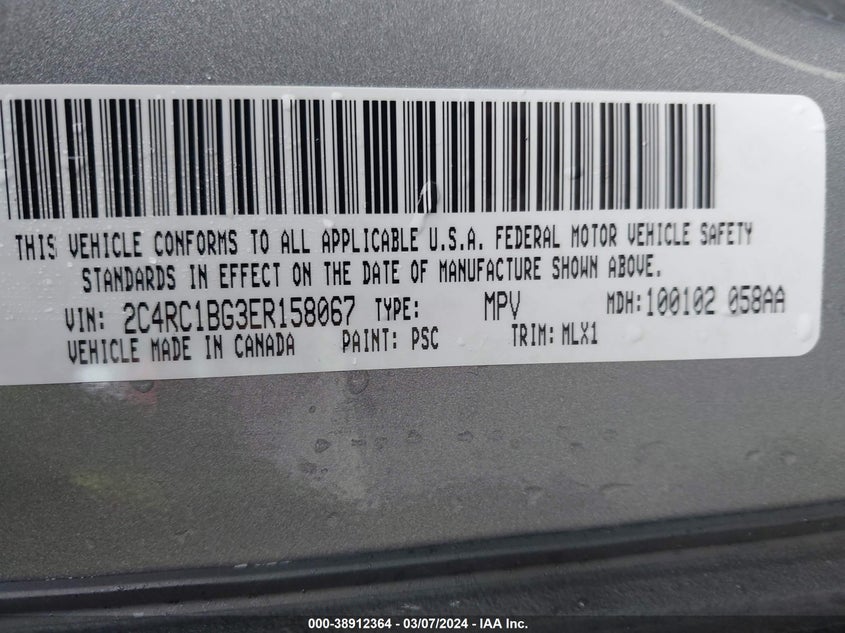 THIS VEHICLE CONFORMS TO ALL APPLICABLE U.S.A. FEDERAL MOTOR VEHICLE SAFETY
STANDARDS IN EFFECT ON THE DATE OF MANUFACTURE SHOWN ABOVE.
VIN: 2C4RC1BG3ER158067 TYPE: MPV MDH: 100102 058AA
VEHICLE MADE IN CANADA PAINT: PSC TRIM: MLX1
000-38912364 — 03/07/2024 — IAA Inc.